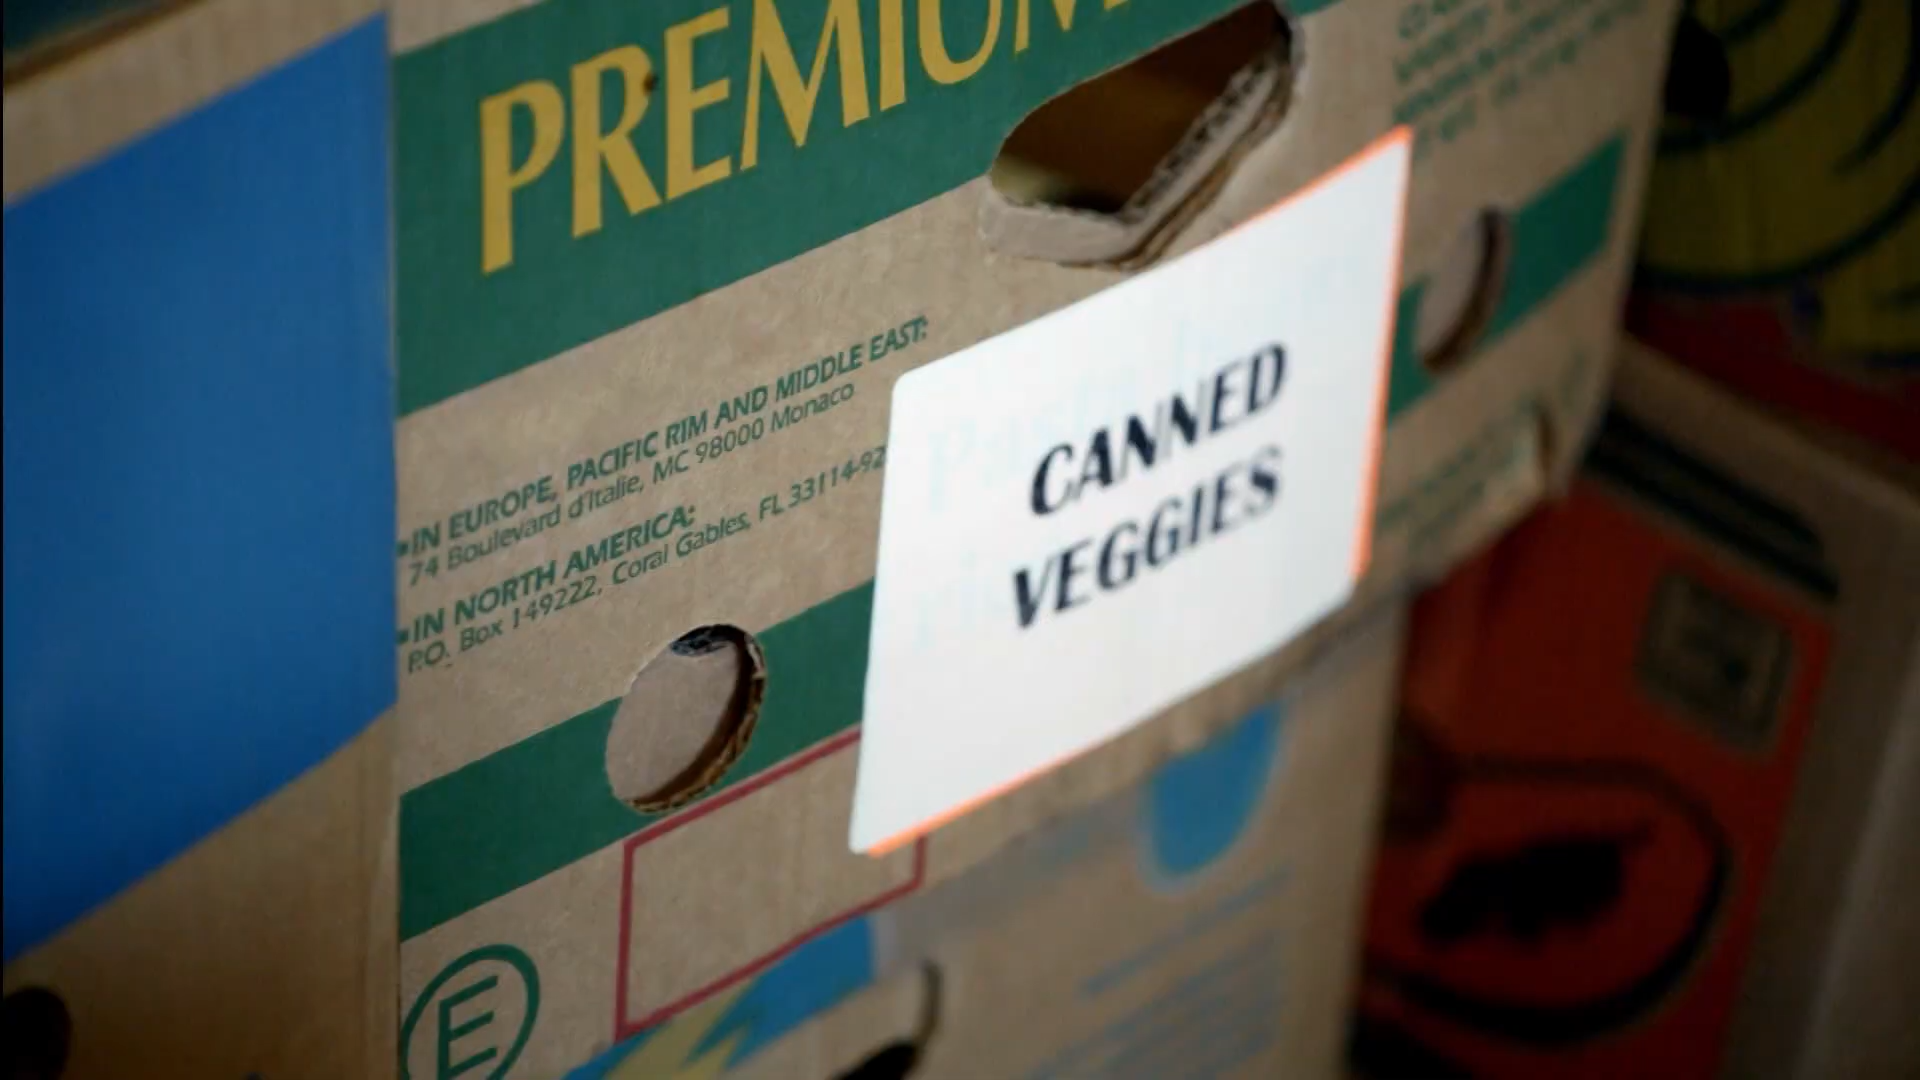 PREMIUM
•IN EUROPE, PACIFIC RIM AND MIDDLE EAST:
74 Boulevard d'Italie, MC 98000 Monaco
•IN NORTH AMERICA:
P.O. Box 149222, Coral Gables, FL 33114-92
CANNED
VEGGIES
E